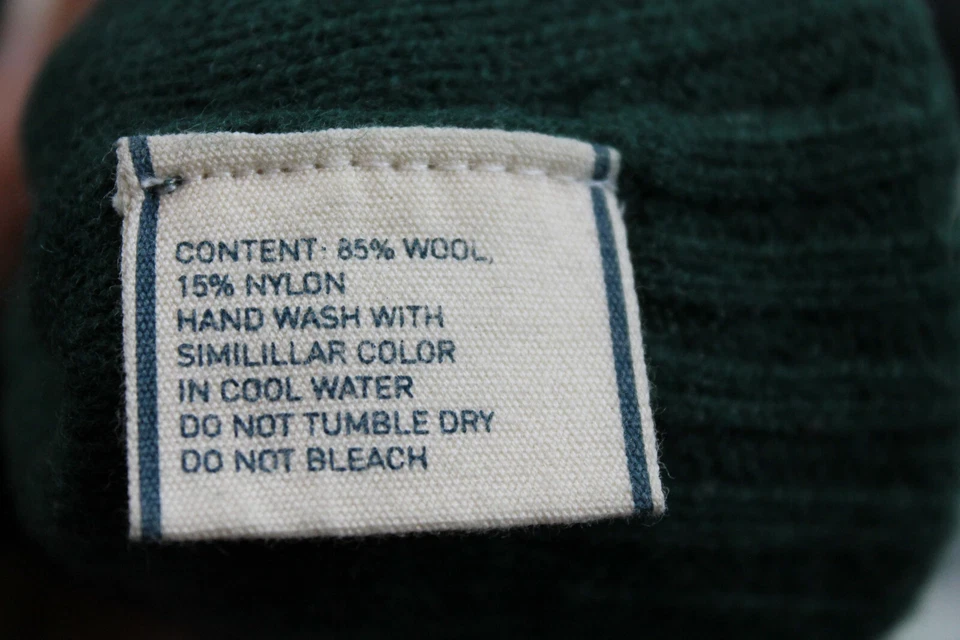 CONTENT: 85% WOOL,
15% NYLON
HAND WASH WITH
SIMILILLAR COLOR
IN COOL WATER
DO NOT TUMBLE DRY
DO NOT BLEACH